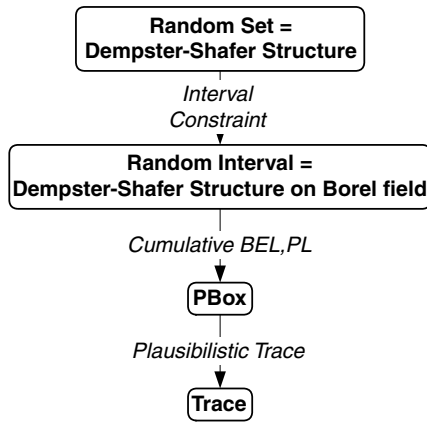 Random Set =
Dempster-Shafer Structure
Interval
Constraint
Random Interval =
Dempster-Shafer Structure on Borel field
Cumulative BEL,PL
PBox
Plausibilistic Trace
Trace